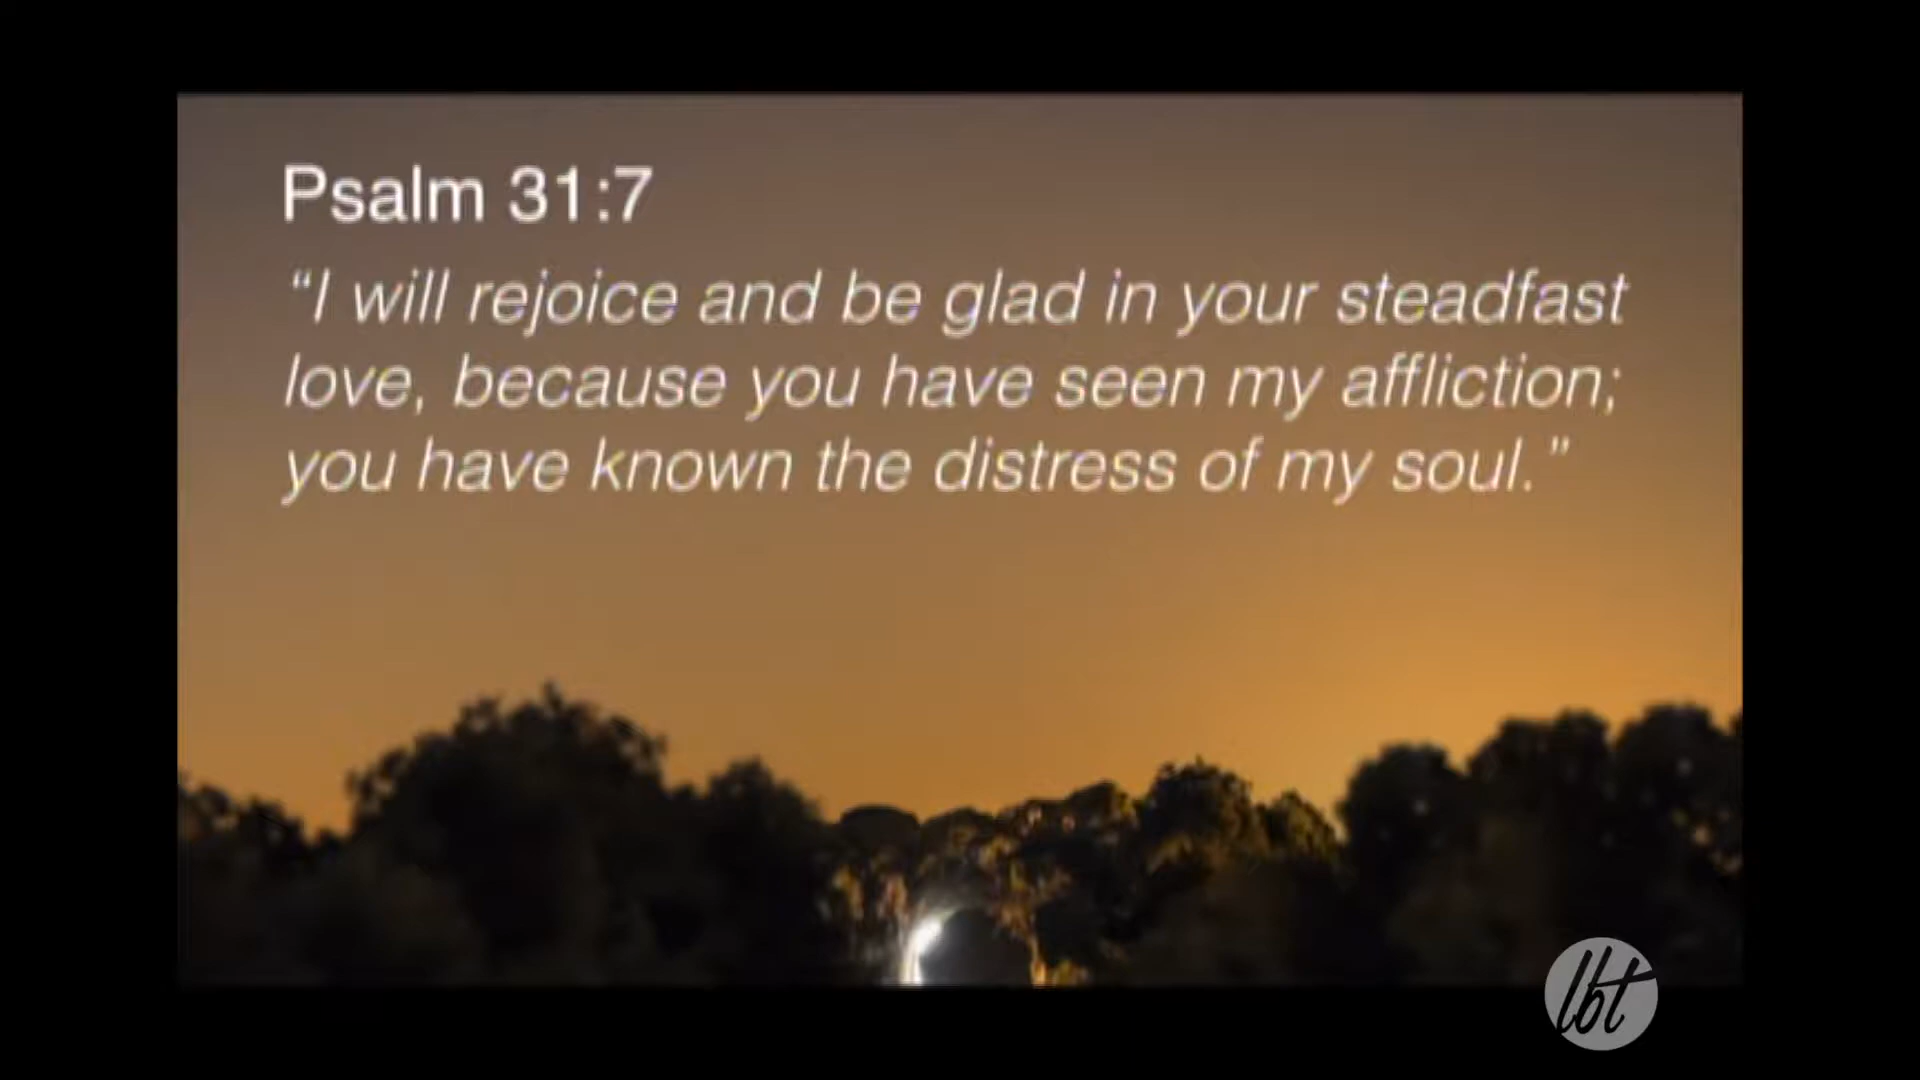 Psalm 31:7
“I will rejoice and be glad in your steadfast
love, because you have seen my affliction;
you have known the distress of my soul.”
lbt